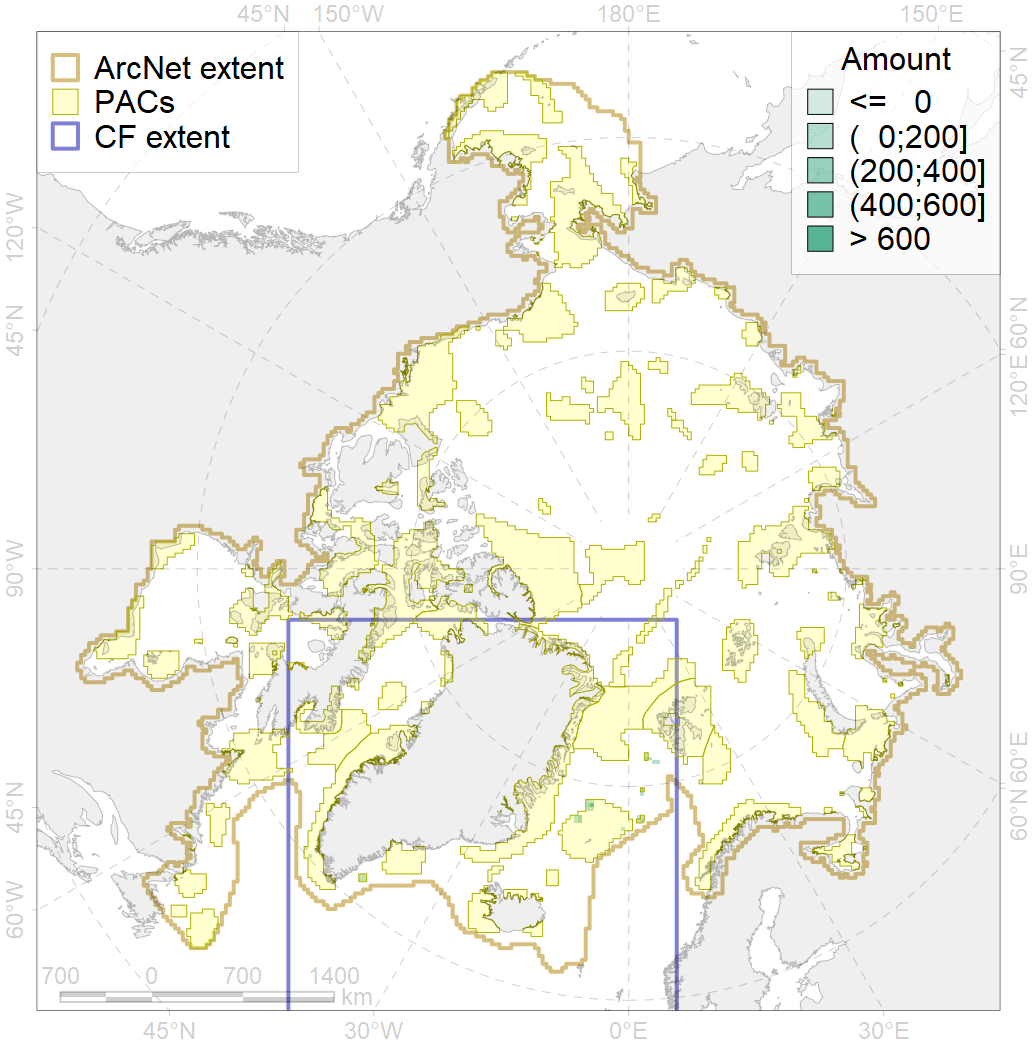 45°N 150°W 180°E 150°E
ArcNet extent
PACs
CF extent
Amount
<= 0
( 0;200]
(200;400]
(400;600]
> 600
45°N
120°W
45°N
90°W
45°N
60°W
60°N
120°E
90°E
60°E
60°N
700 0 700 1400
km
45°W 30°W 0°E 30°E